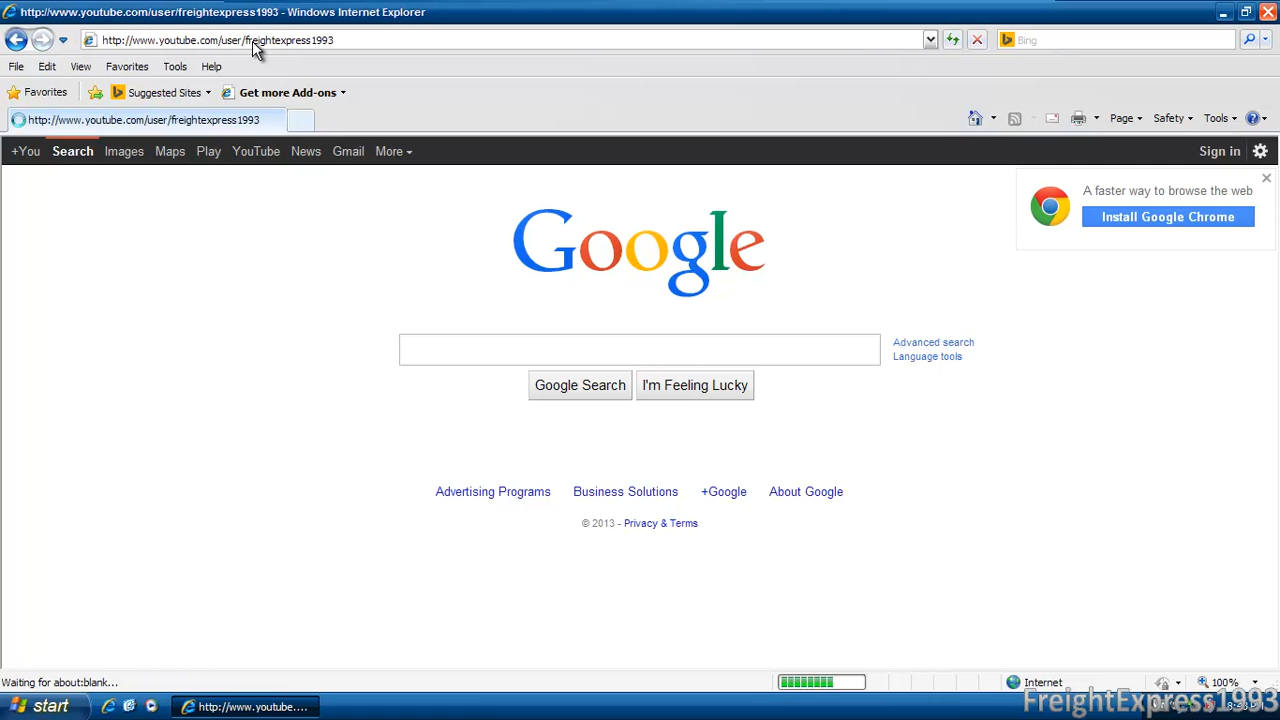 http://www.youtube.com/user/freightexpress1993 - Windows Internet Explorer
http://www.youtube.com/user/freightexpress1993
Bing
File Edit View Favorites Tools Help
Favorites Suggested Sites Get more Add-ons
http://www.youtube.com/user/freightexpress1993
Page Safety Tools
+You Search Images Maps Play YouTube News Gmail More Sign in
A faster way to browse the web
Install Google Chrome
Google
Advanced search
Language tools
Google Search I'm Feeling Lucky
Advertising Programs Business Solutions +Google About Google
© 2013 - Privacy & Terms
Waiting for about:blank... Internet 100%
start http://www.youtube....
FreightExpress1993